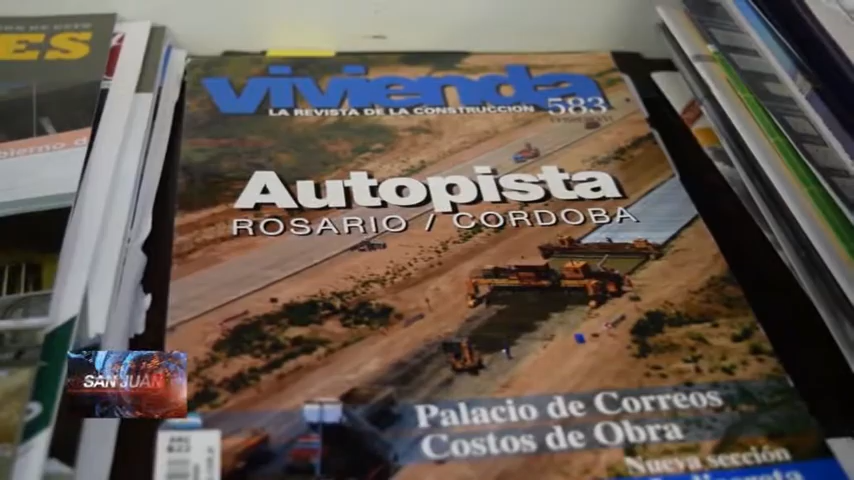 ES
vivienda
LA REVISTA DE LA CONSTRUCCION
583
Autopista
ROSARIO / CORDOBA
SAN JUAN
Palacio de Correos
Costos de Obra
Nueva sección